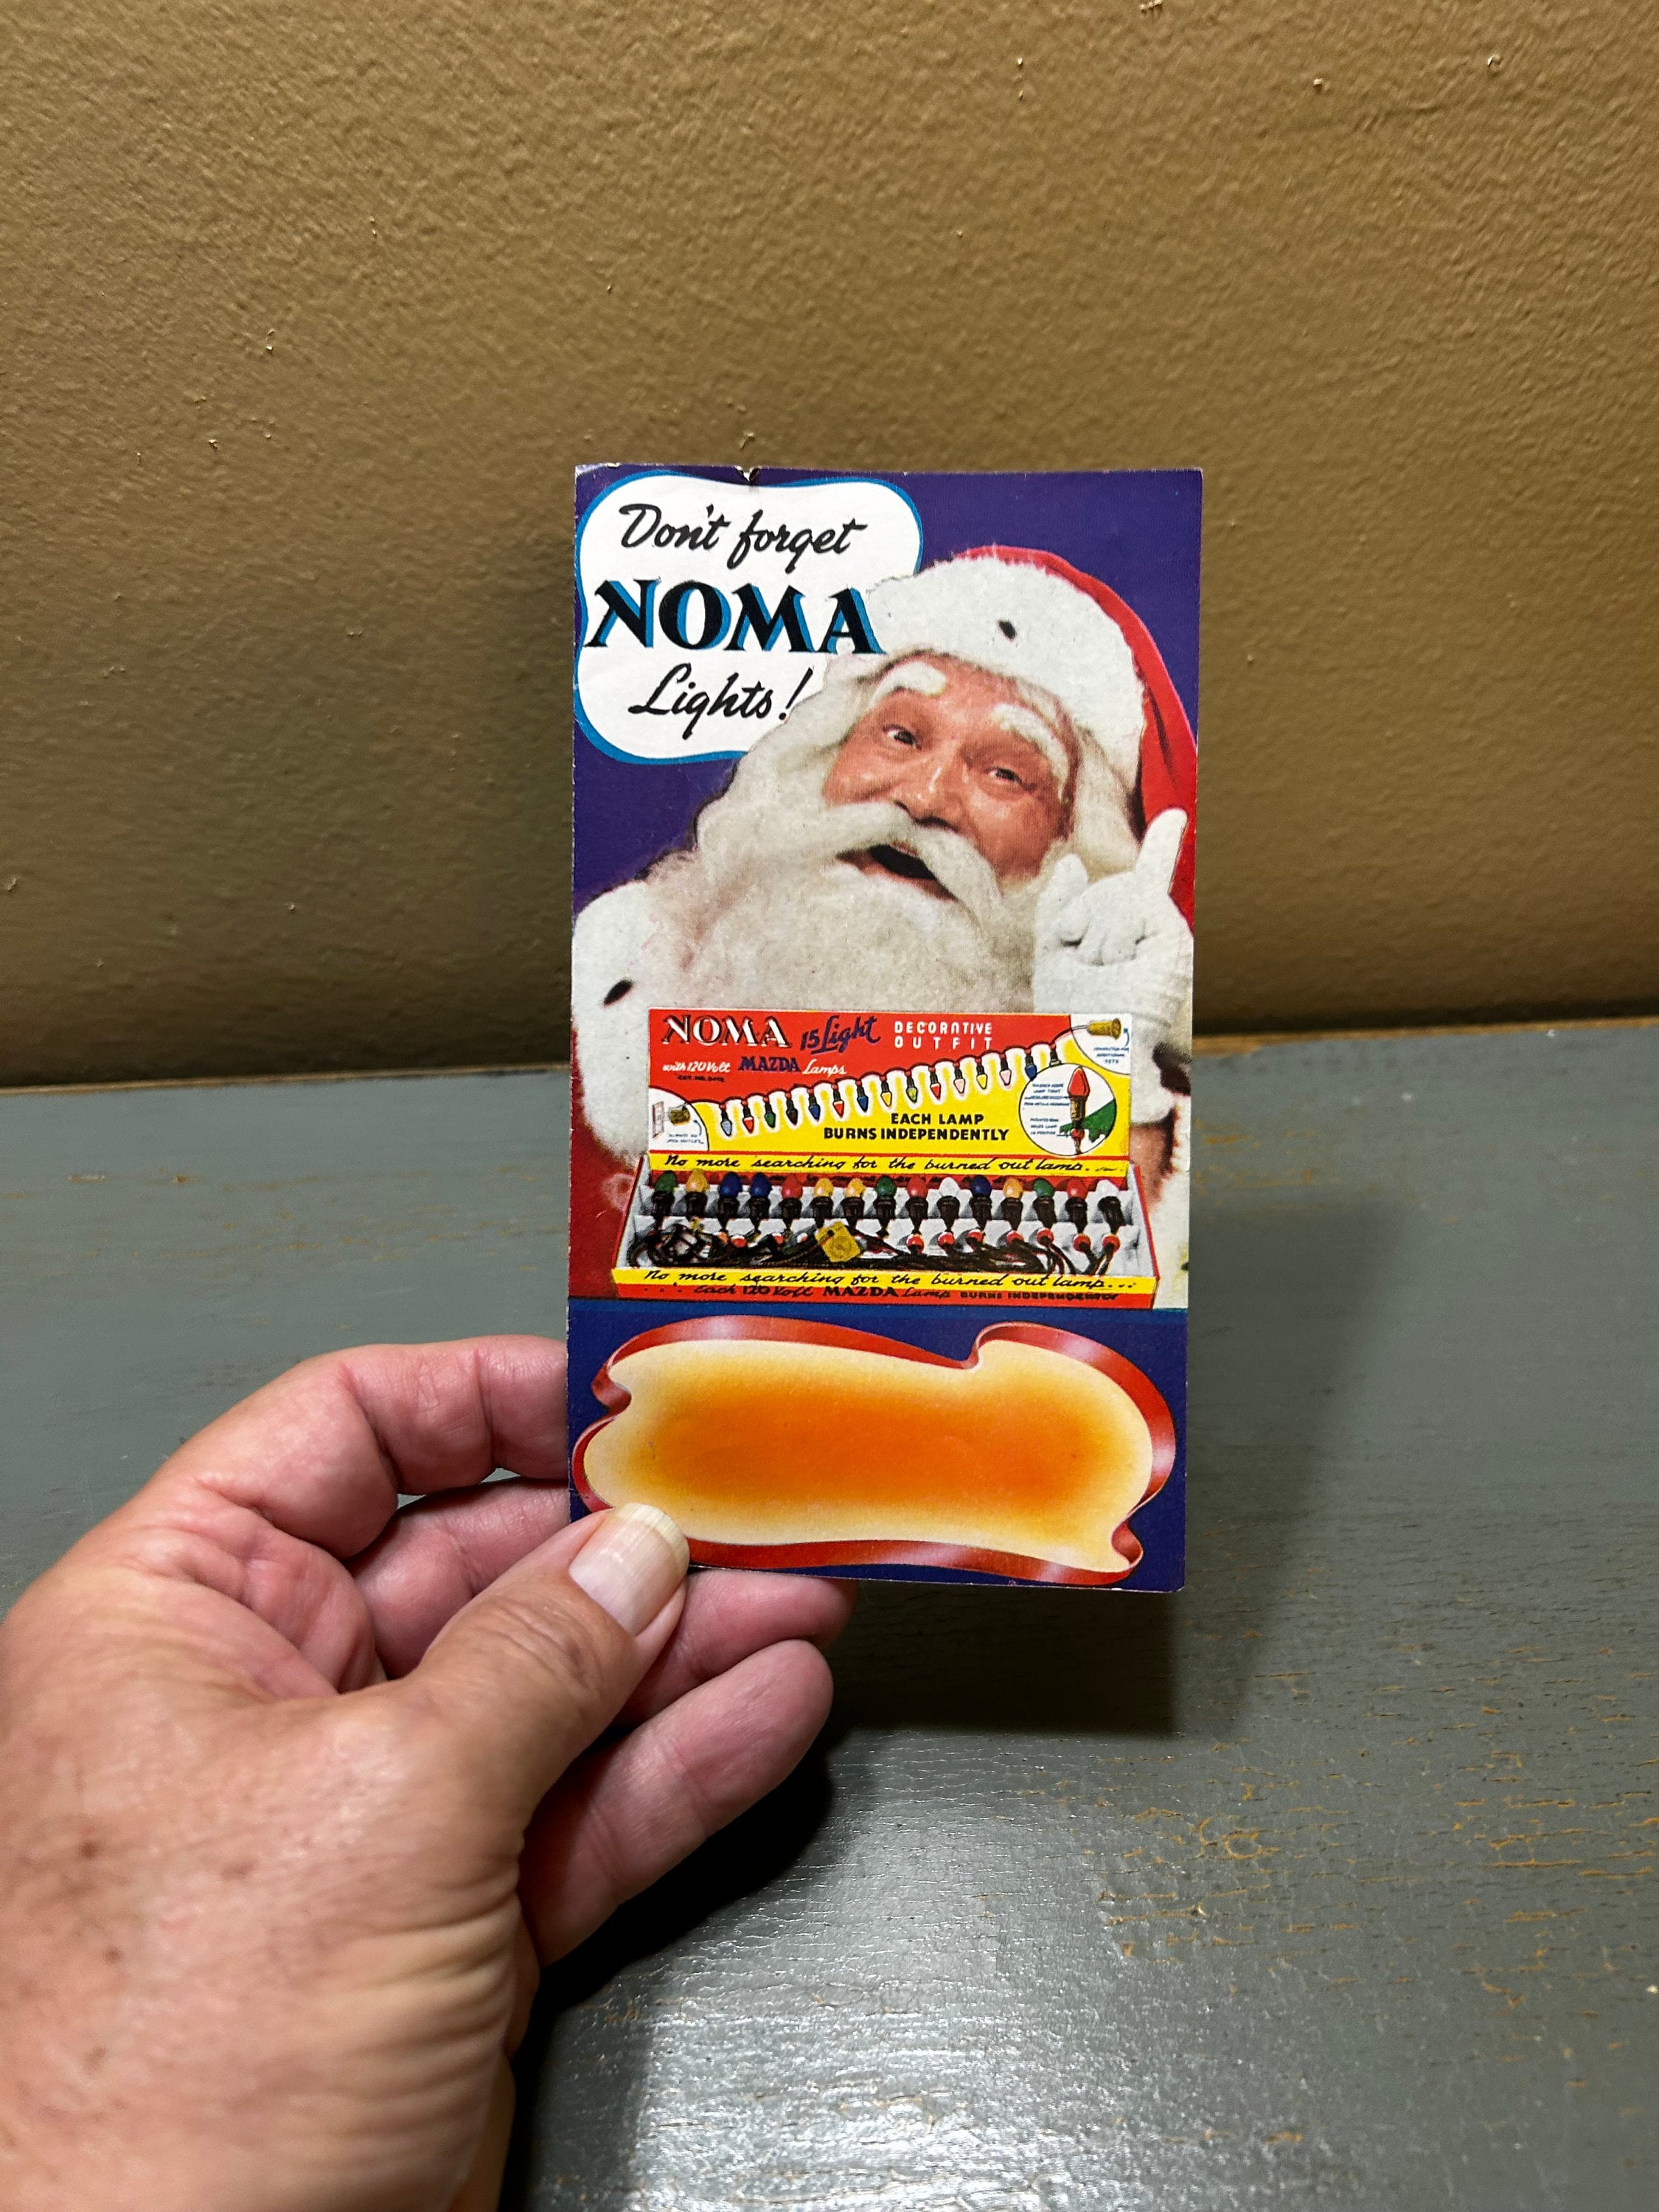 Don't forget
NOMA
Lights!
NOMA 15 Light DECORATIVE
OUTFIT
with 120 Volt MAZDA Lamps
EACH LAMP
BURNS INDEPENDENTLY
No more searching for the burned out lamp...
No more searching for the burned out lamp...
... each 120 Volt MAZDA Lamp BURNS INDEPENDENTLY